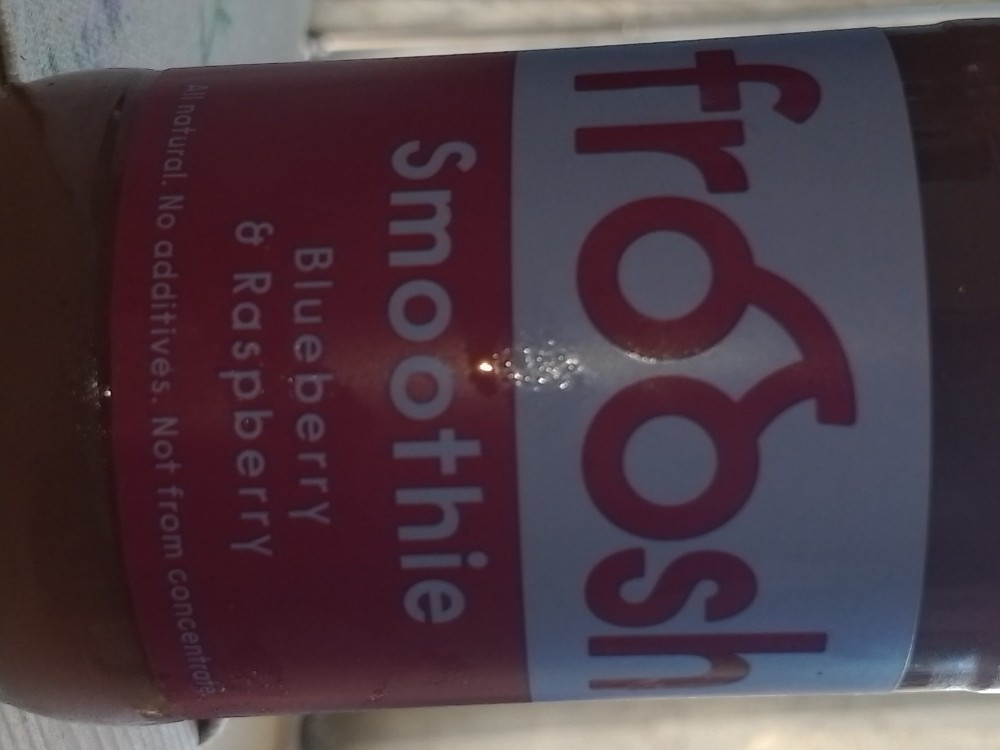 froosh
Smoothie
Blueberry
& Raspberry
All natural. No additives. Not from concentrate.